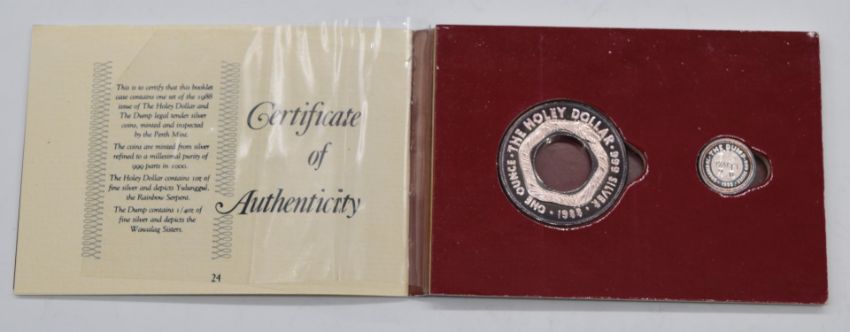 This is to certify that this booklet
case contains one set of the 1988
issue of The Holey Dollar and
The Dump legal tender silver
coins, minted and inspected
by the Perth Mint.
The coins are minted from silver
refined to a millesimal purity of
999 parts in 1000.
The Holey Dollar contains 1oz of
fine silver and depicts Yulunggul,
the Rainbow Serpent.
The Dump contains 1/4oz of
fine silver and depicts the
Wawalag Sisters.
24
Certificate
of
Authenticity
THE HOLEY DOLLAR · 999 SILVER · 1988 · ONE OUNCE ·
THE DUMP
1988